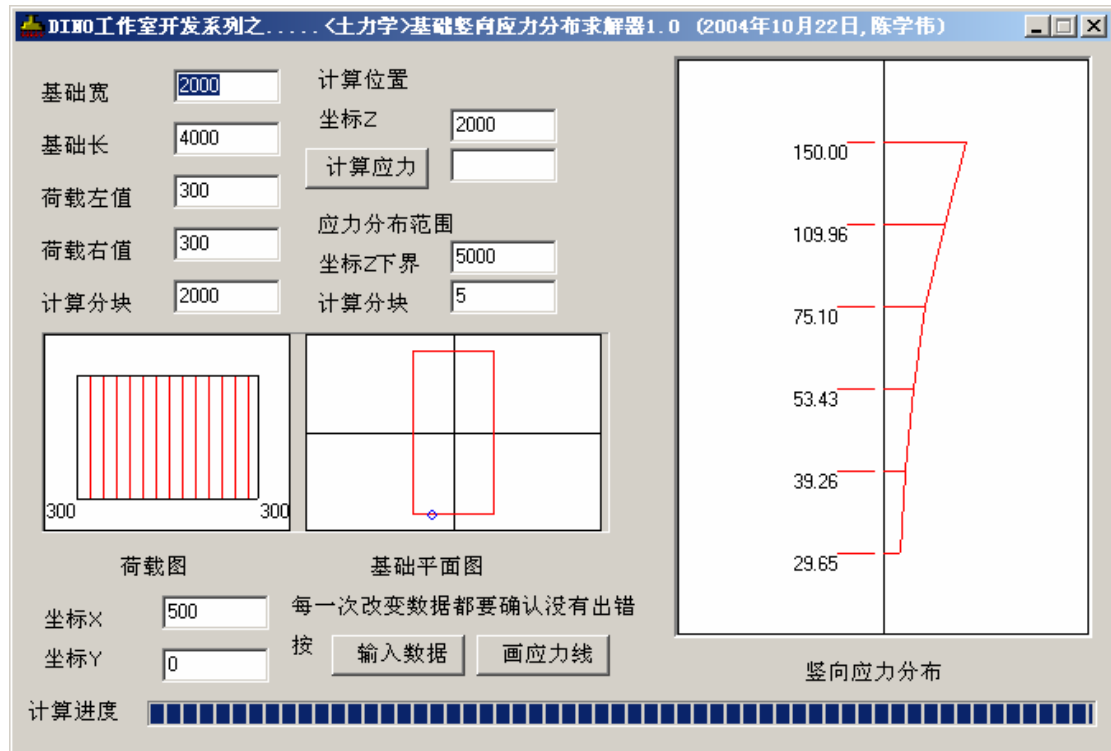 DINO工作室开发系列之.....<土力学>基础竖向应力分布求解器1.0 (2004年10月22日,陈学伟)
基础宽 2000
基础长 4000
荷载左值 300
荷载右值 300
计算分块 2000
计算位置
坐标Z 2000
计算应力
应力分布范围
坐标Z下界 5000
计算分块 5
300 300
荷载图
基础平面图
坐标X 500
坐标Y 0
每一次改变数据都要确认没有出错
按 输入数据 画应力线
150.00
109.96
75.10
53.43
39.26
29.65
竖向应力分布
计算进度